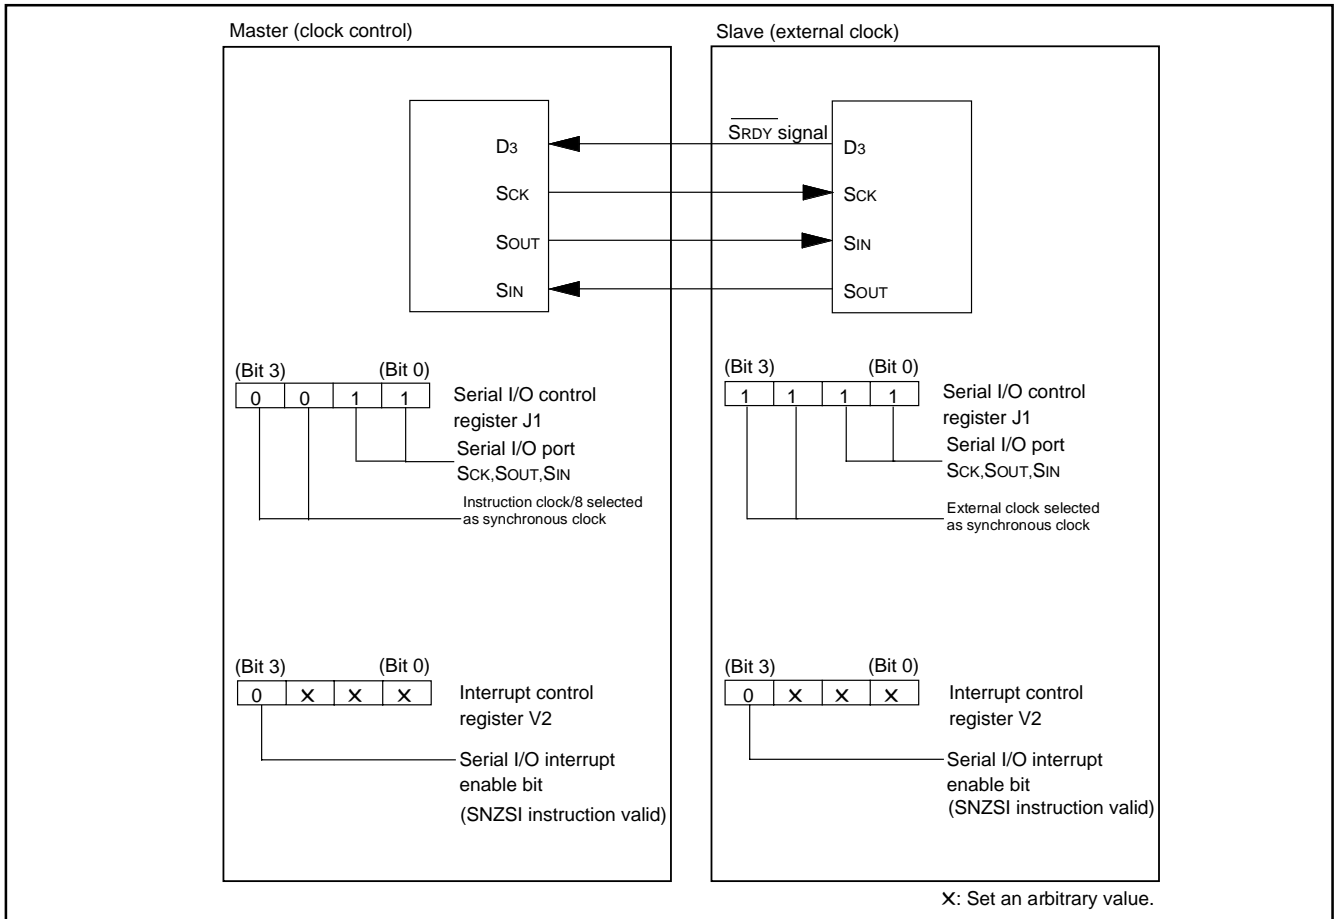 Master (clock control)
D3
SCK
SOUT
SIN
(Bit 3) (Bit 0)
0 0 1 1
Serial I/O control
register J1
Serial I/O port
SCK,SOUT,SIN
Instruction clock/8 selected
as synchronous clock
(Bit 3) (Bit 0)
0 X X X
Interrupt control
register V2
Serial I/O interrupt
enable bit
(SNZSI instruction valid)
Slave (external clock)
SRDY signal
D3
SCK
SIN
SOUT
(Bit 3) (Bit 0)
1 1 1 1
Serial I/O control
register J1
Serial I/O port
SCK,SOUT,SIN
External clock selected
as synchronous clock
(Bit 3) (Bit 0)
0 X X X
Interrupt control
register V2
Serial I/O interrupt
enable bit
(SNZSI instruction valid)
X: Set an arbitrary value.